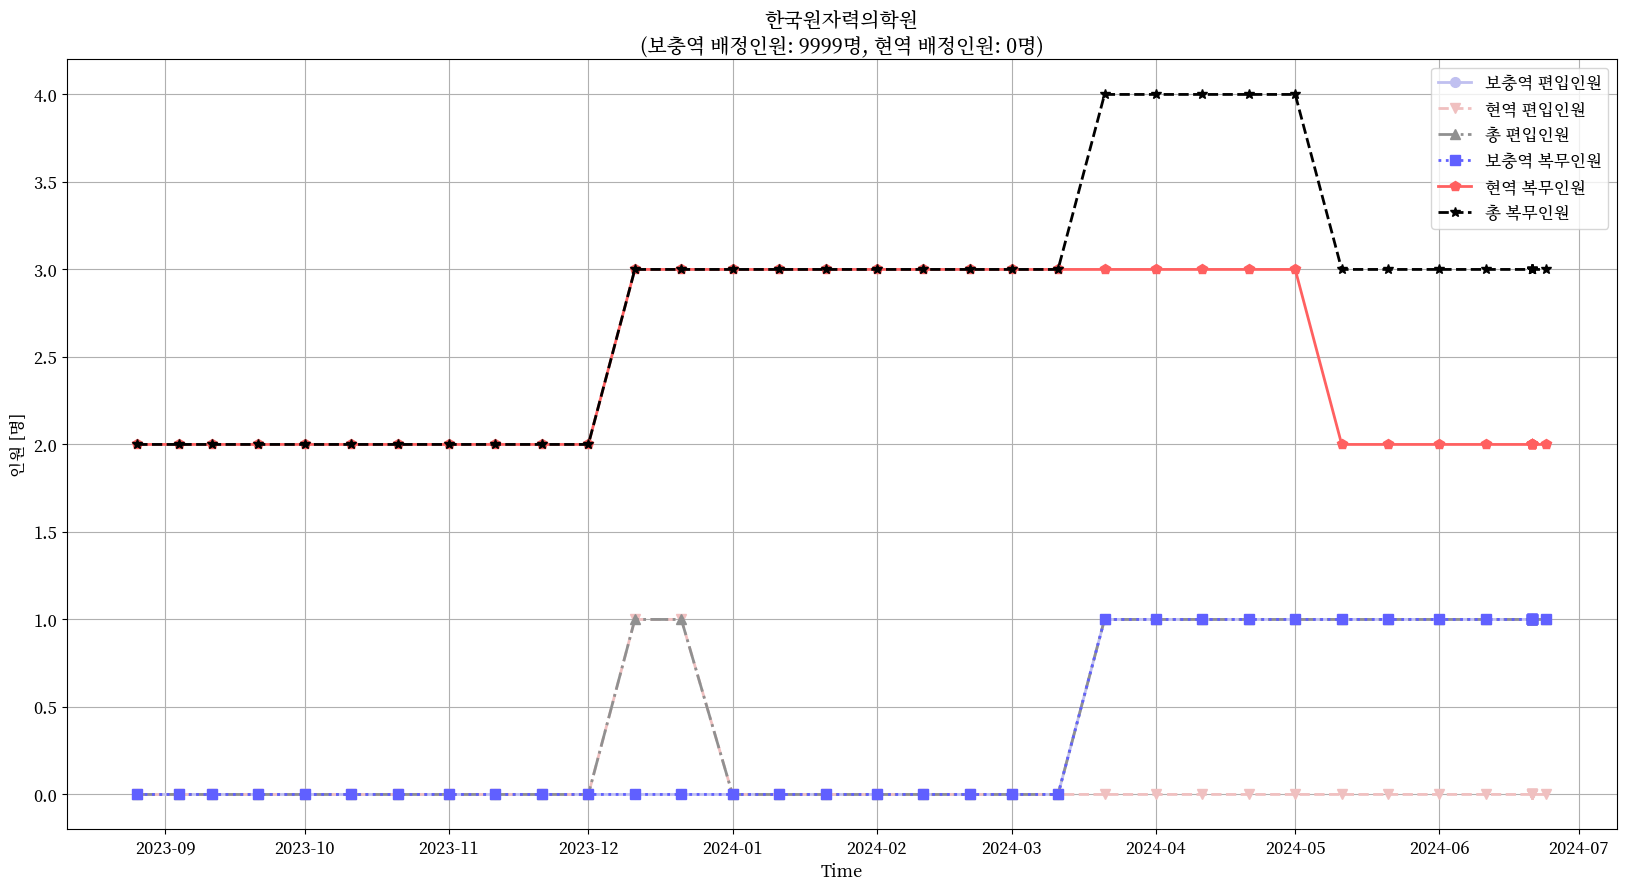 한국원자력의학원
(보충역 배정인원: 9999명, 현역 배정인원: 0명)
보충역 편입인원
현역 편입인원
총 편입인원
보충역 복무인원
현역 복무인원
총 복무인원
인원 [명]
4.0
3.5
3.0
2.5
2.0
1.5
1.0
0.5
0.0
2023-09
2023-10
2023-11
2023-12
2024-01
2024-02
2024-03
2024-04
2024-05
2024-06
2024-07
Time